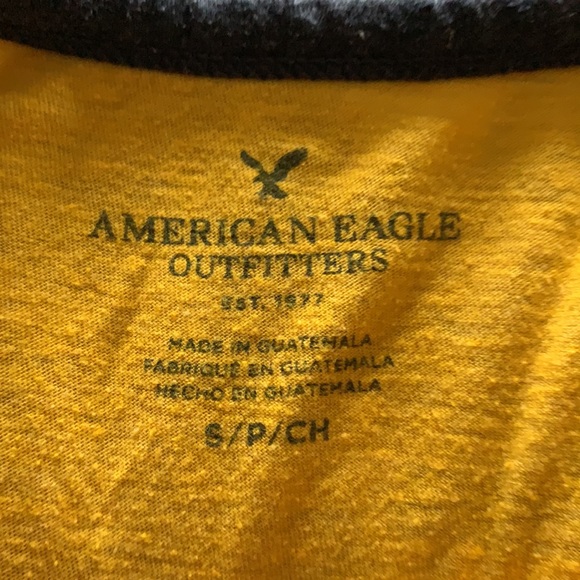 AMERICAN EAGLE
OUTFITTERS
EST. 1977
MADE IN GUATEMALA
FABRIQUÉ EN GUATEMALA
HECHO EN GUATEMALA
S/P/CH